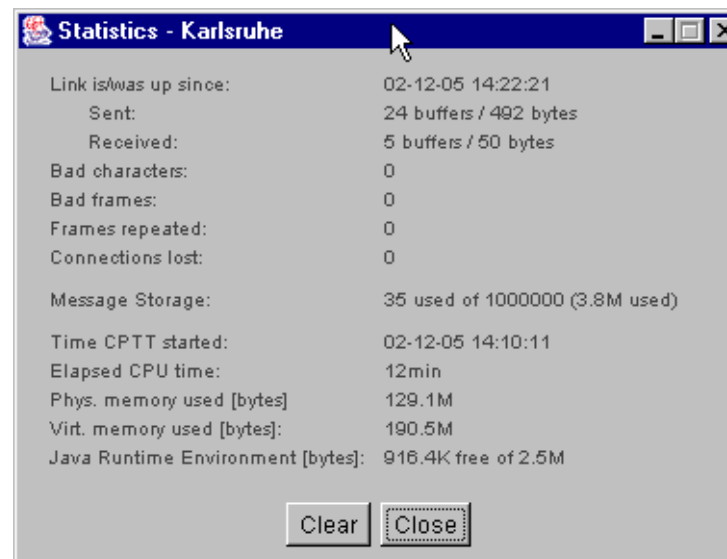 Statistics - Karlsruhe
Link is/was up since: 02-12-05 14:22:21
Sent: 24 buffers / 492 bytes
Received: 5 buffers / 50 bytes
Bad characters: 0
Bad frames: 0
Frames repeated: 0
Connections lost: 0
Message Storage: 35 used of 1000000 (3.8M used)
Time CPTT started: 02-12-05 14:10:11
Elapsed CPU time: 12min
Phys. memory used [bytes] 129.1M
Virt. memory used [bytes]: 190.5M
Java Runtime Environment [bytes]: 916.4K free of 2.5M
Clear Close